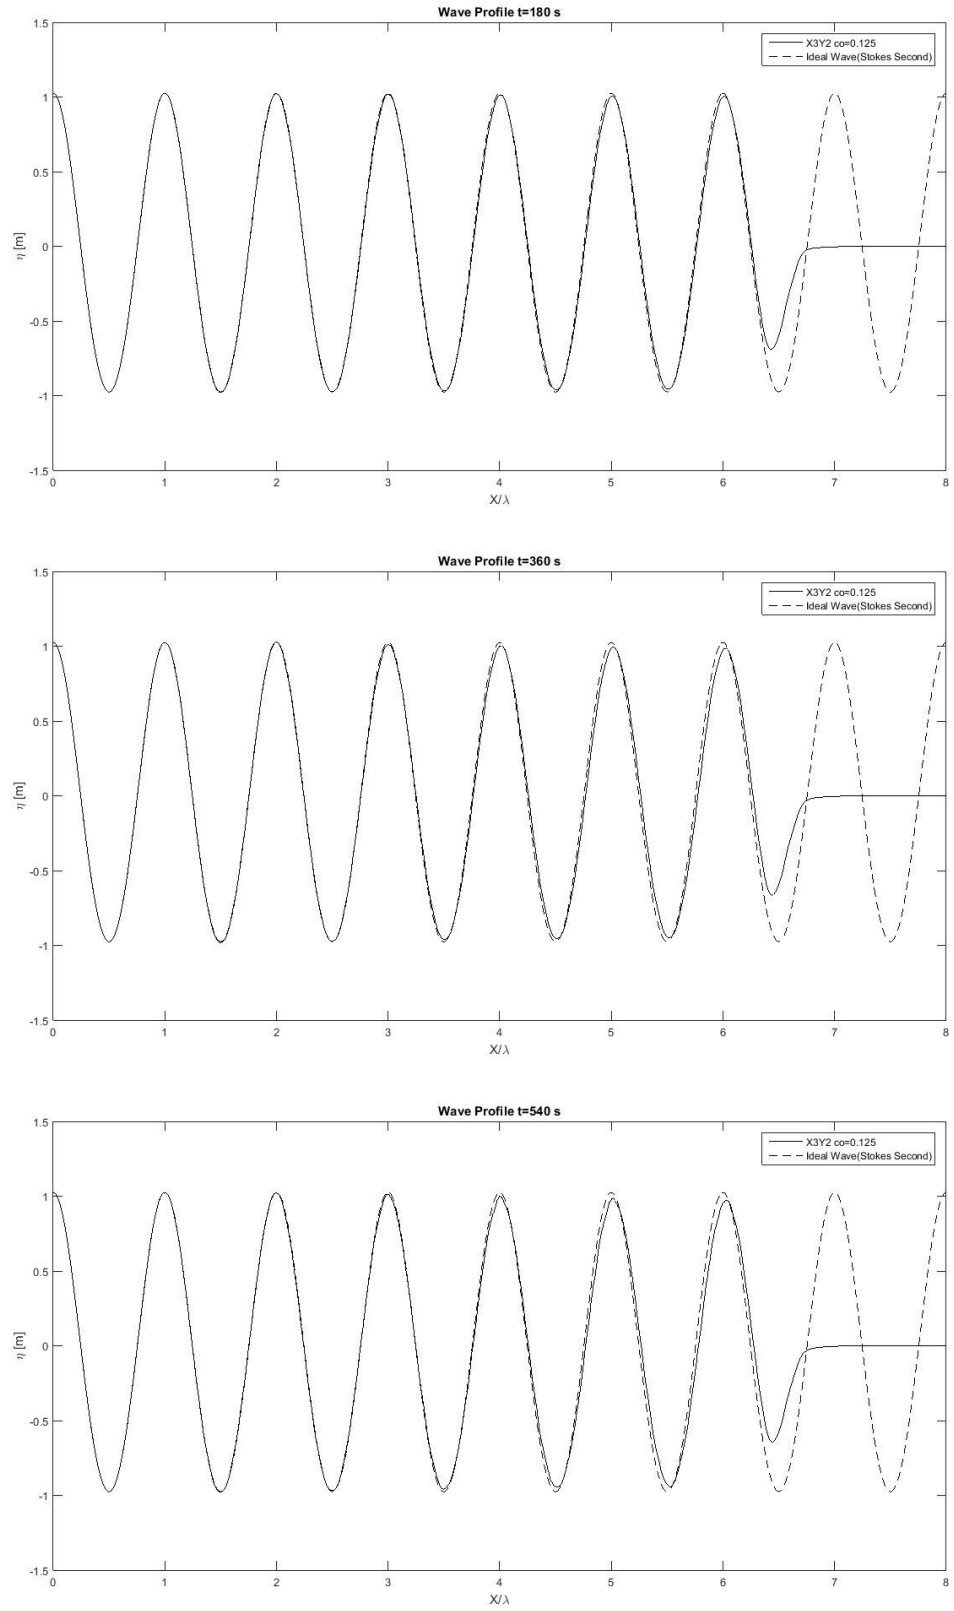 Wave Profile t=180 s
X3Y2 co=0.125
Ideal Wave(Stokes Second)
1.5
1
0.5
0
-0.5
-1
-1.5
η [m]
0 1 2 3 4 5 6 7 8
X/λ
Wave Profile t=360 s
X3Y2 co=0.125
Ideal Wave(Stokes Second)
1.5
1
0.5
0
-0.5
-1
-1.5
η [m]
0 1 2 3 4 5 6 7 8
X/λ
Wave Profile t=540 s
X3Y2 co=0.125
Ideal Wave(Stokes Second)
1.5
1
0.5
0
-0.5
-1
-1.5
η [m]
0 1 2 3 4 5 6 7 8
X/λ